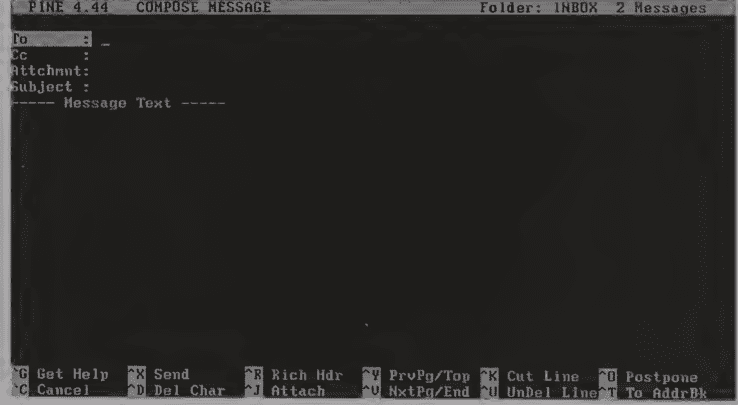 PINE 4.44   COMPOSE MESSAGE   Folder: INBOX  2 Messages
To      :
Cc      :
Attchmnt:
Subject :
----- Message Text -----
^G Get Help  ^X Send  ^R Rich Hdr  ^Y PrvPg/Top  ^K Cut Line  ^O Postpone
^C Cancel  ^D Del Char  ^J Attach  ^V NxtPg/End  ^U UnDel Line  ^T To AddrBk